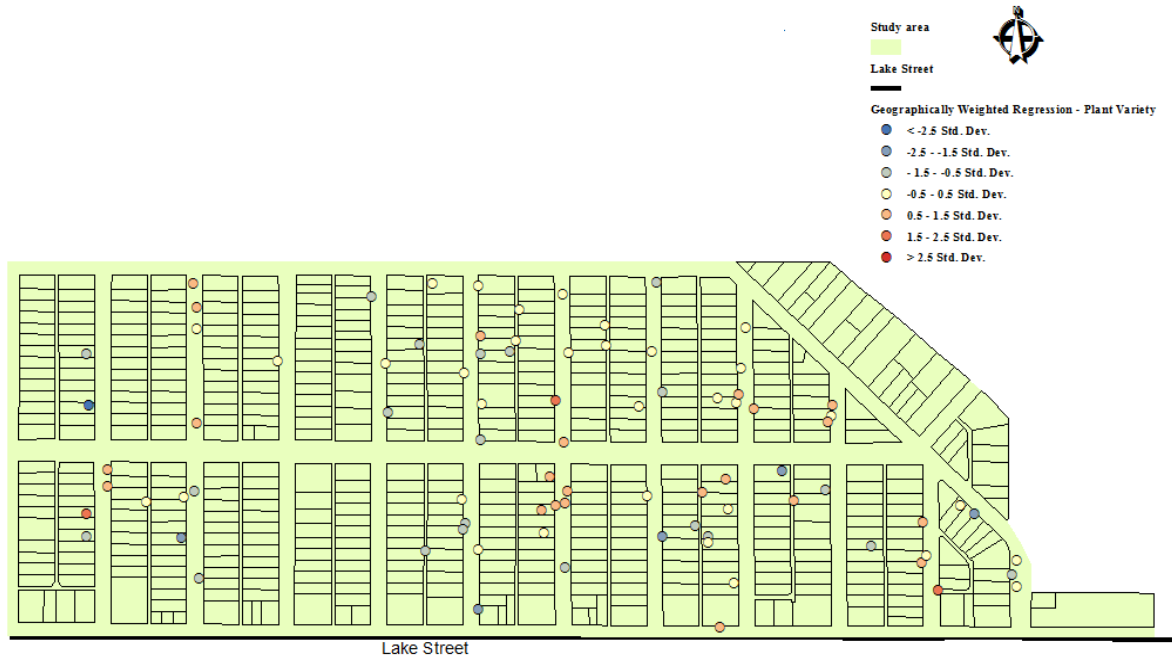 Study area
Lake Street
Geographically Weighted Regression - Plant Variety
< -2.5 Std. Dev.
-2.5 - -1.5 Std. Dev.
- 1.5 - -0.5 Std. Dev.
-0.5 - 0.5 Std. Dev.
0.5 - 1.5 Std. Dev.
1.5 - 2.5 Std. Dev.
> 2.5 Std. Dev.
Lake Street